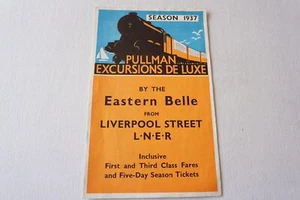 SEASON 1937
PULLMAN
EXCURSIONS DE LUXE
BY THE
Eastern Belle
FROM
LIVERPOOL STREET
L·N·E·R
Inclusive
First and Third Class Fares
and Five-Day Season Tickets